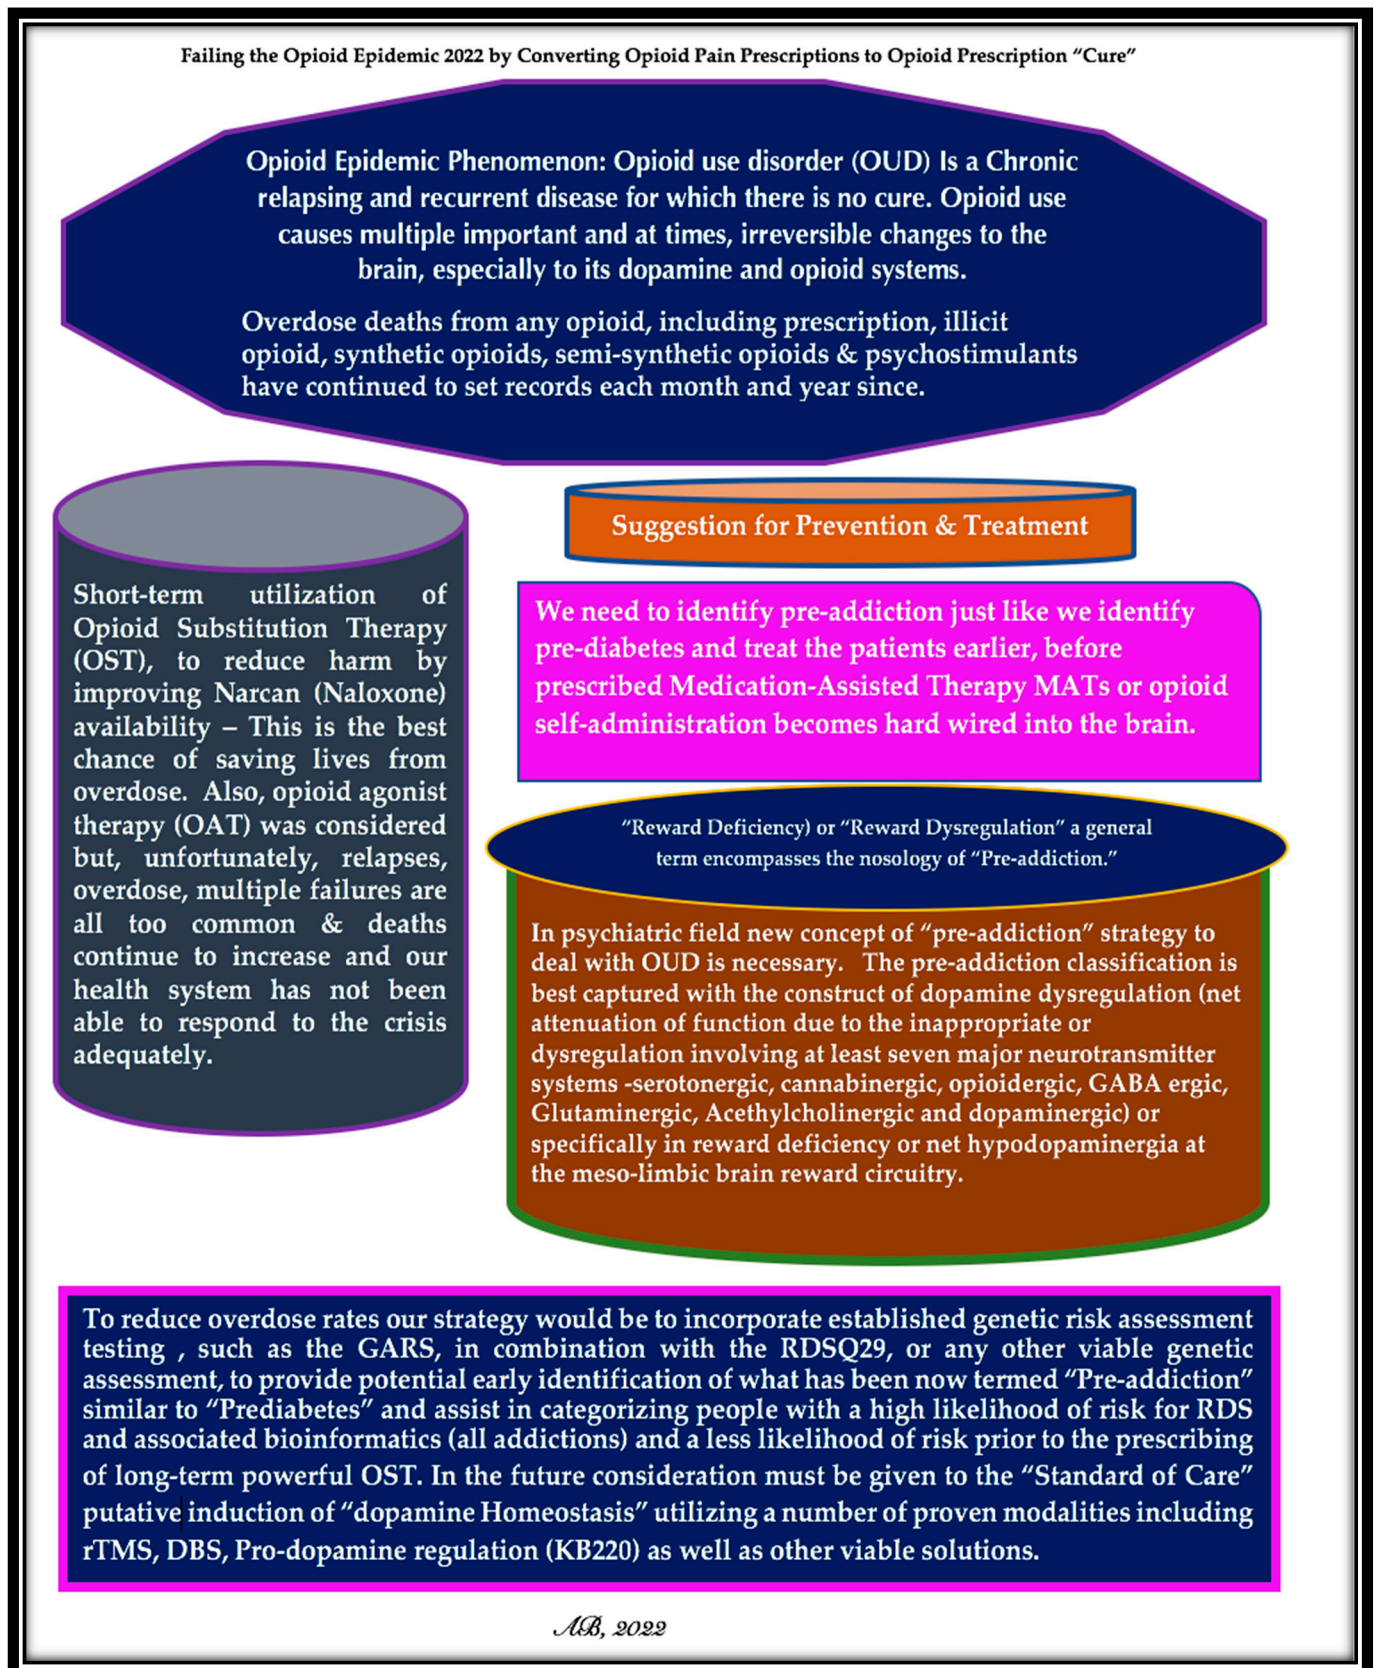 Failing the Opioid Epidemic 2022 by Converting Opioid Pain Prescriptions to Opioid Prescription “Cure”
Opioid Epidemic Phenomenon: Opioid use disorder (OUD) Is a Chronic
relapsing and recurrent disease for which there is no cure. Opioid use
causes multiple important and at times, irreversible changes to the
brain, especially to its dopamine and opioid systems.
Overdose deaths from any opioid, including prescription, illicit
opioid, synthetic opioids, semi-synthetic opioids & psychostimulants
have continued to set records each month and year since.
Short-term utilization of
Opioid Substitution Therapy
(OST), to reduce harm by
improving Narcan (Naloxone)
availability – This is the best
chance of saving lives from
overdose. Also, opioid agonist
therapy (OAT) was considered
but, unfortunately, relapses,
overdose, multiple failures are
all too common & deaths
continue to increase and our
health system has not been
able to respond to the crisis
adequately.
Suggestion for Prevention & Treatment
We need to identify pre-addiction just like we identify
pre-diabetes and treat the patients earlier, before
prescribed Medication-Assisted Therapy MATs or opioid
self-administration becomes hard wired into the brain.
“Reward Deficiency) or “Reward Dysregulation” a general
term encompasses the nosology of “Pre-addiction.”
In psychiatric field new concept of “pre-addiction” strategy to
deal with OUD is necessary. The pre-addiction classification is
best captured with the construct of dopamine dysregulation (net
attenuation of function due to the inappropriate or
dysregulation involving at least seven major neurotransmitter
systems -serotonergic, cannabinergic, opioidergic, GABA ergic,
Glutaminergic, Acethylcholinergic and dopaminergic) or
specifically in reward deficiency or net hypodopaminergia at
the meso-limbic brain reward circuitry.
To reduce overdose rates our strategy would be to incorporate established genetic risk assessment
testing , such as the GARS, in combination with the RDSQ29, or any other viable genetic
assessment, to provide potential early identification of what has been now termed “Pre-addiction”
similar to “Prediabetes” and assist in categorizing people with a high likelihood of risk for RDS
and associated bioinformatics (all addictions) and a less likelihood of risk prior to the prescribing
of long-term powerful OST. In the future consideration must be given to the “Standard of Care”
putative induction of “dopamine Homeostasis” utilizing a number of proven modalities including
rTMS, DBS, Pro-dopamine regulation (KB220) as well as other viable solutions.
AB, 2022